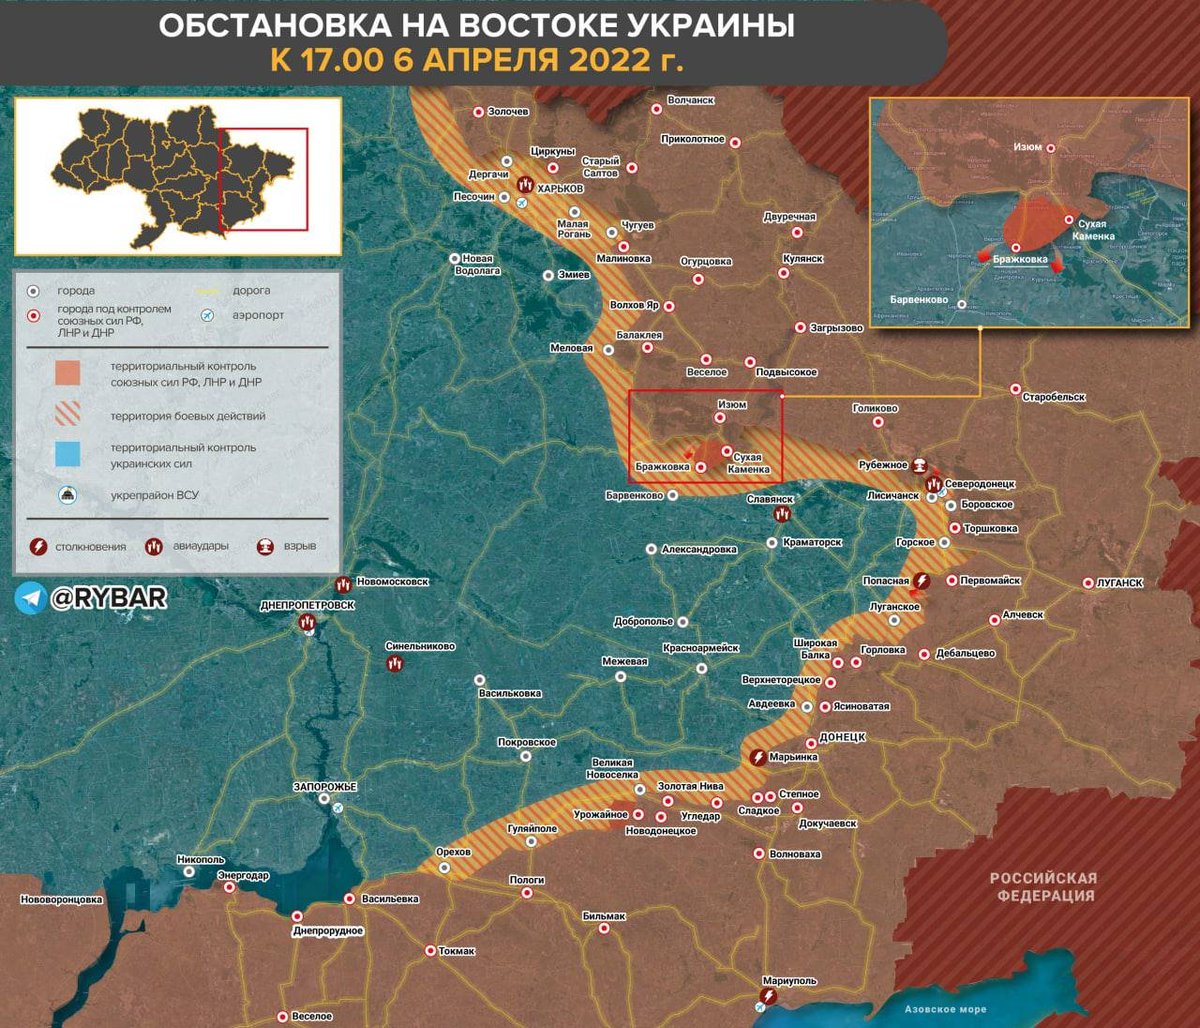 ОБСТАНОВКА НА ВОСТОКЕ УКРАИНЫ
К 17.00 6 АПРЕЛЯ 2022 г.
города
дорога
города под контролем
союзных сил РФ,
ЛНР и ДНР
аэропорт
территориальный контроль
союзных сил РФ, ЛНР и ДНР
территория боевых действий
территориальный контроль
украинских сил
укрепрайон ВСУ
столкновения
авиаудары
взрыв
@RYBAR
Изюм
Сухая
Каменка
Бражковка
Барвенково
Золочев
Волчанск
Приколотное
Циркуны
Старый
Салтов
Дергачи
ХАРЬКОВ
Песочин
Малая
Рогань
Чугуев
Двуречная
Малиновка
Новая
Водолага
Змиев
Огурцовка
Кулянск
Волхов Яр
Загрызово
Балаклея
Меловая
Веселое
Подвысокое
Старобельск
Изюм
Голиково
Бражковка
Сухая
Каменка
Рубежное
Северодонецк
Барвенково
Славянск
Лисичанск
Боровское
Торшковка
Александровка
Краматорск
Горское
Новомосковск
Попасная
Первомайск
ЛУГАНСК
ДНЕПРОПЕТРОВСК
Луганское
Алчевск
Доброполье
Синельниково
Красноармейск
Широкая
Балка
Горловка
Дебальцево
Межевая
Васильковка
Верхнеторецкое
Авдеевка
Ясиноватая
Покровское
ДОНЕЦК
Марьинка
Великая
Новоселка
ЗАПОРОЖЬЕ
Золотая Нива
Степное
Урожайное
Угледар
Сладкое
Докучаевск
Новодонецкое
Гуляйполе
Орехов
Волноваха
Никополь
Энергодар
Пологи
РОССИЙСКАЯ
ФЕДЕРАЦИЯ
Нововоронцовка
Васильевка
Днепрорудное
Бильмак
Токмак
Мариуполь
Веселое
Азовское море